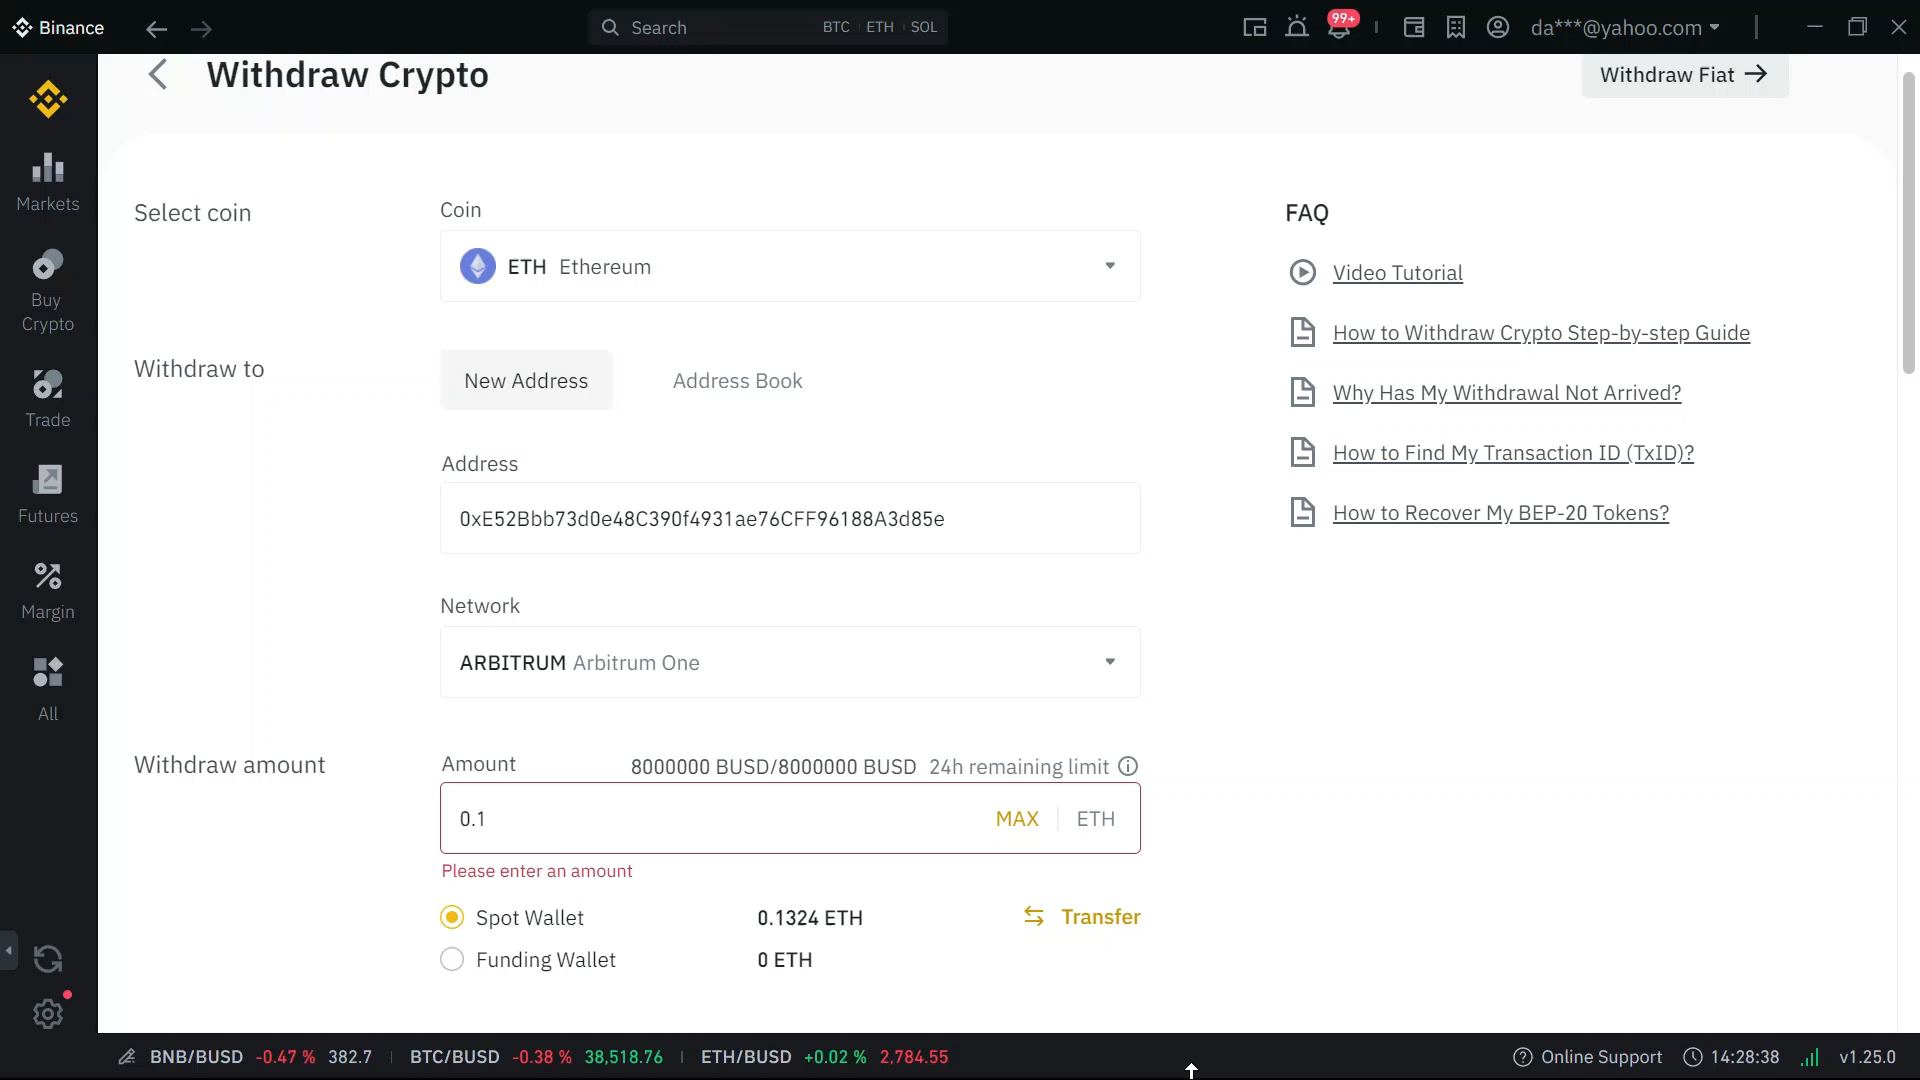 Binance
Search BTC ETH SOL
99+
da***@yahoo.com
Withdraw Crypto
Withdraw Fiat
Markets
Buy
Crypto
Trade
Futures
Margin
All
Select coin
Coin
ETH Ethereum
Withdraw to
New Address Address Book
Address
0xE52Bbb73d0e48C390f4931ae76CFF96188A3d85e
Network
ARBITRUM Arbitrum One
Withdraw amount
Amount 8000000 BUSD/8000000 BUSD 24h remaining limit
0.1 MAX ETH
Please enter an amount
Spot Wallet 0.1324 ETH Transfer
Funding Wallet 0 ETH
FAQ
Video Tutorial
How to Withdraw Crypto Step-by-step Guide
Why Has My Withdrawal Not Arrived?
How to Find My Transaction ID (TxID)?
How to Recover My BEP-20 Tokens?
BNB/BUSD -0.47 % 382.7 BTC/BUSD -0.38 % 38,518.76 ETH/BUSD +0.02 % 2,784.55
Online Support 14:28:38 v1.25.0